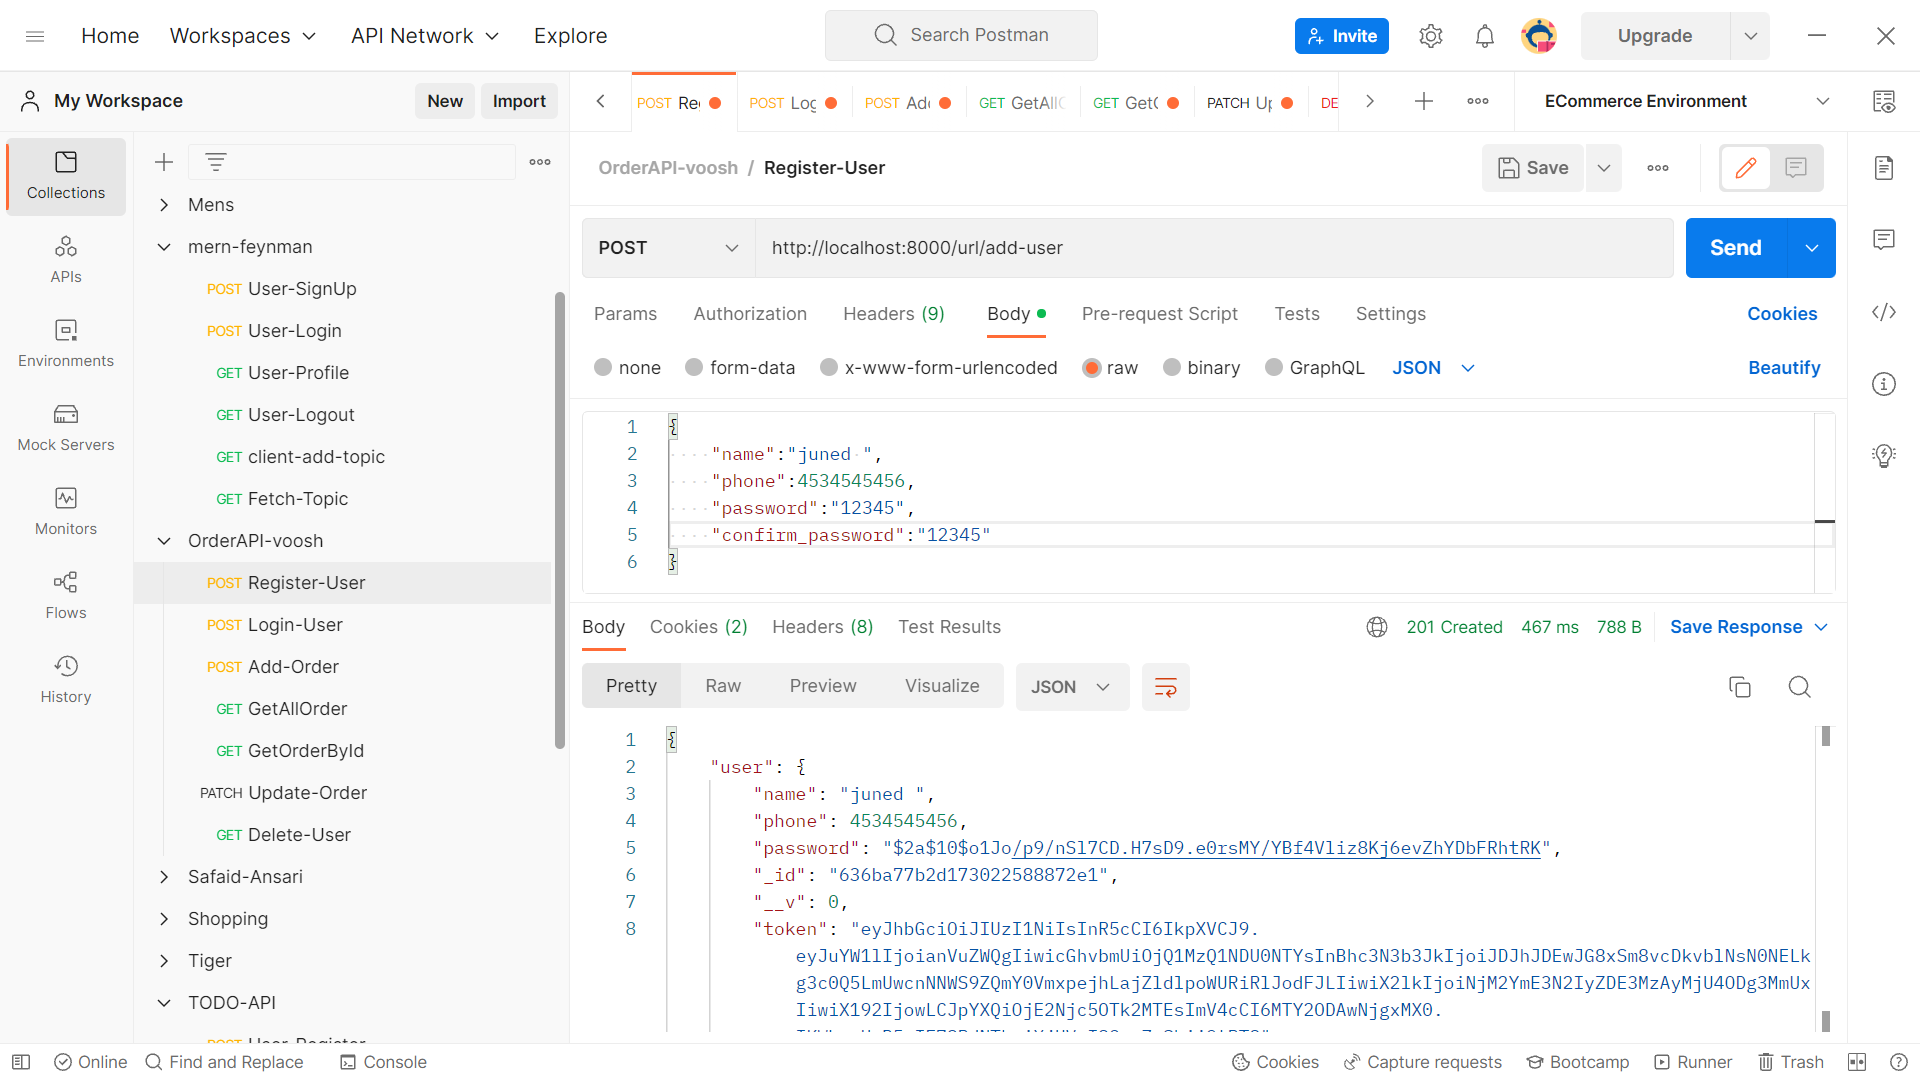 Home Workspaces API Network Explore Search Postman Invite Upgrade
My Workspace New Import
POST Re POST Log POST Add GET GetAllO GET Get PATCH Up DE ECommerce Environment
Collections
APIs
Environments
Mock Servers
Monitors
Flows
History
Mens
mern-feynman
POST User-SignUp
POST User-Login
GET User-Profile
GET User-Logout
GET client-add-topic
GET Fetch-Topic
OrderAPI-voosh
POST Register-User
POST Login-User
POST Add-Order
GET GetAllOrder
GET GetOrderById
PATCH Update-Order
GET Delete-User
Safaid-Ansari
Shopping
Tiger
TODO-API
POST User-Register
OrderAPI-voosh / Register-User Save
POST http://localhost:8000/url/add-user Send
Params Authorization Headers (9) Body Pre-request Script Tests Settings Cookies
none form-data x-www-form-urlencoded raw binary GraphQL JSON Beautify
1 {
2 "name":"juned ",
3 "phone":4534545456,
4 "password":"12345",
5 "confirm_password":"12345"
6 }
Body Cookies (2) Headers (8) Test Results 201 Created 467 ms 788 B Save Response
Pretty Raw Preview Visualize JSON
1 {
2 "user": {
3 "name": "juned ",
4 "phone": 4534545456,
5 "password": "$2a$10$o1Jo/p9/nSl7CD.H7sD9.e0rsMY/YBf4Vliz8Kj6evZhYDbFRhtRK",
6 "_id": "636ba77b2d173022588872e1",
7 "__v": 0,
8 "token": "eyJhbGciOiJIUzI1NiIsInR5cCI6IkpXVCJ9.
eyJuYW1lIjoianVuZWQgIiwicGhvbmUiOjQ1MzQ1NDU0NTYsInBhc3N3b3JkIjoiJDJhJDEwJG8xSm8vcDkvblNsN0NELk
g3c0Q5LmUwcnNNWS9ZQmY0VmxpejhLajZldlpoWURiRlJodFJLIiwiX2lkIjoiNjM2YmE3N2IyZDE3MzAyMjU4ODg3MmUx
IiwiX192IjowLCJpYXQiOjE2Njc5OTk2MTEsImV4cCI6MTY2ODAwNjgxMX0.
Online Find and Replace Console Cookies Capture requests Bootcamp Runner Trash